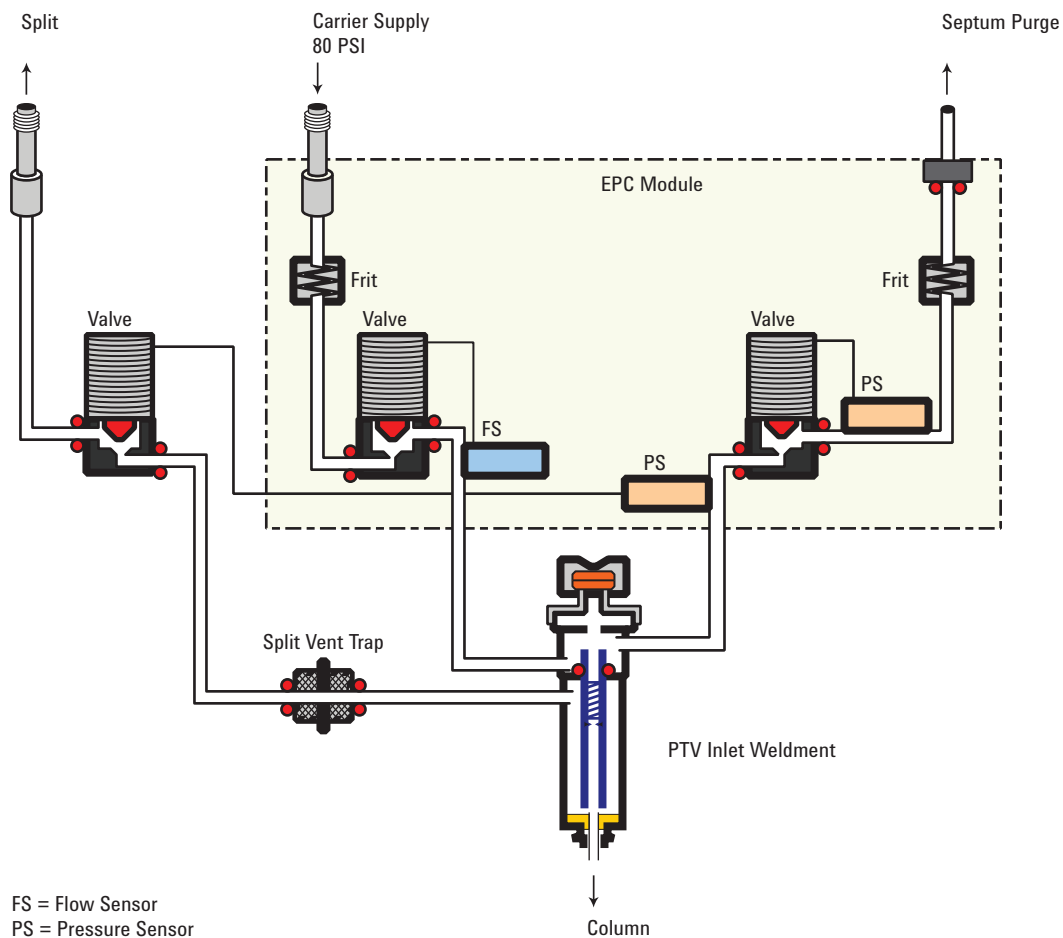 Split
Carrier Supply
80 PSI
Septum Purge
EPC Module
Frit
Frit
Valve
Valve
Valve
PS
FS
PS
Split Vent Trap
PTV Inlet Weldment
FS = Flow Sensor
PS = Pressure Sensor
Column